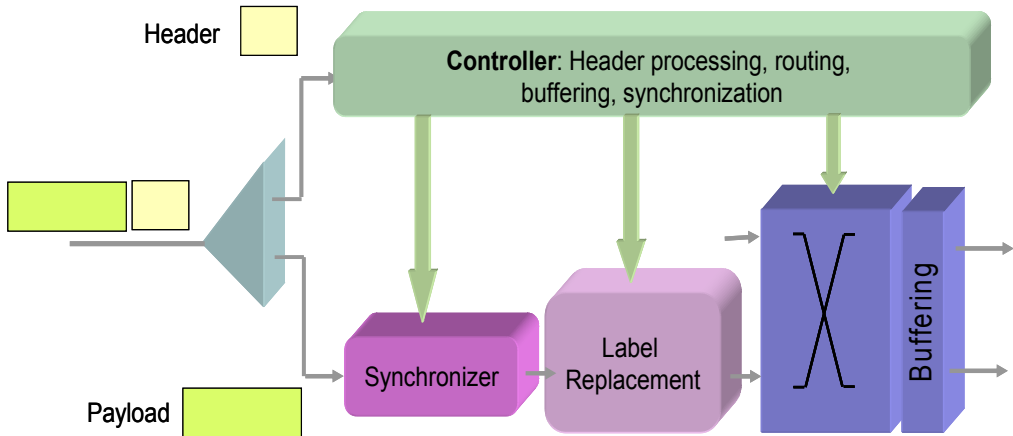 Header
Controller: Header processing, routing,
buffering, synchronization
Synchronizer
Label
Replacement
Buffering
Payload